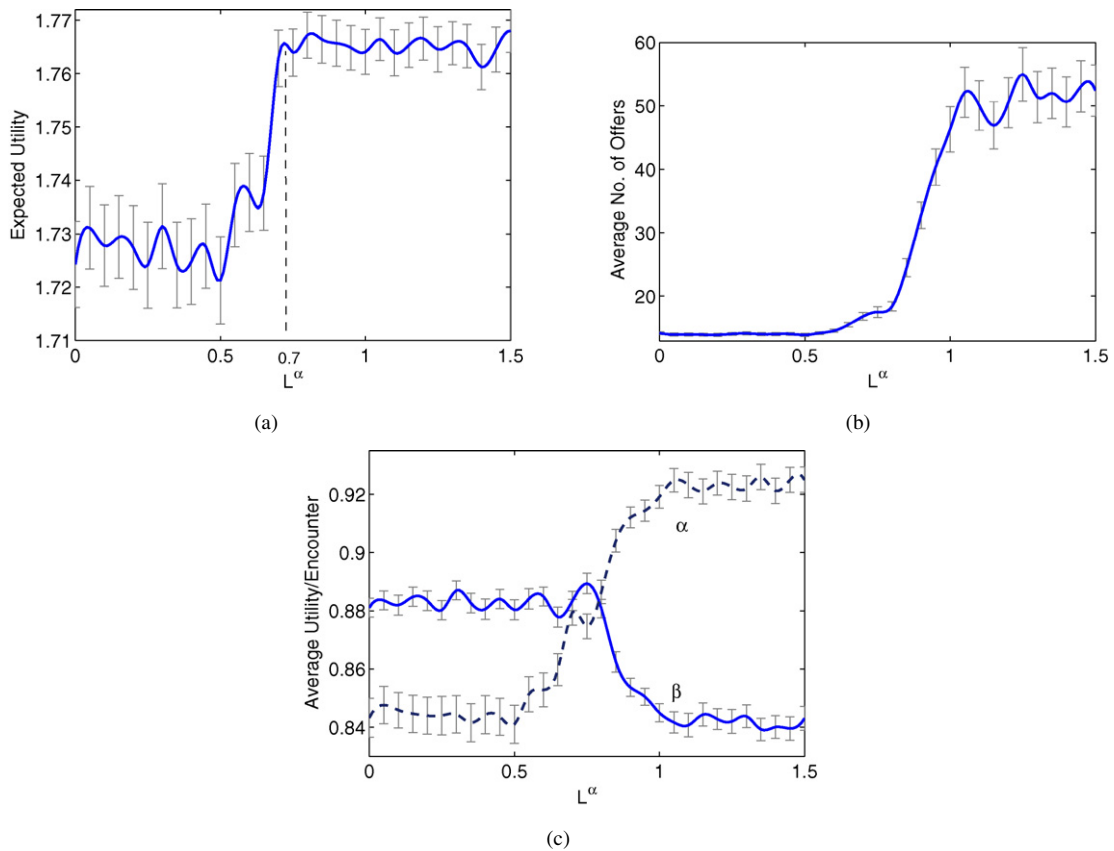 1.77
1.76
1.75
1.74
1.73
1.72
1.71
Expected Utility
0 0.5 0.7 1 1.5
L^α
(a)
60
50
40
30
20
Average No. of Offers
0 0.5 1 1.5
L^α
(b)
0.92
0.9
0.88
0.86
0.84
Average Utility/Encounter
α
β
0 0.5 1 1.5
L^α
(c)